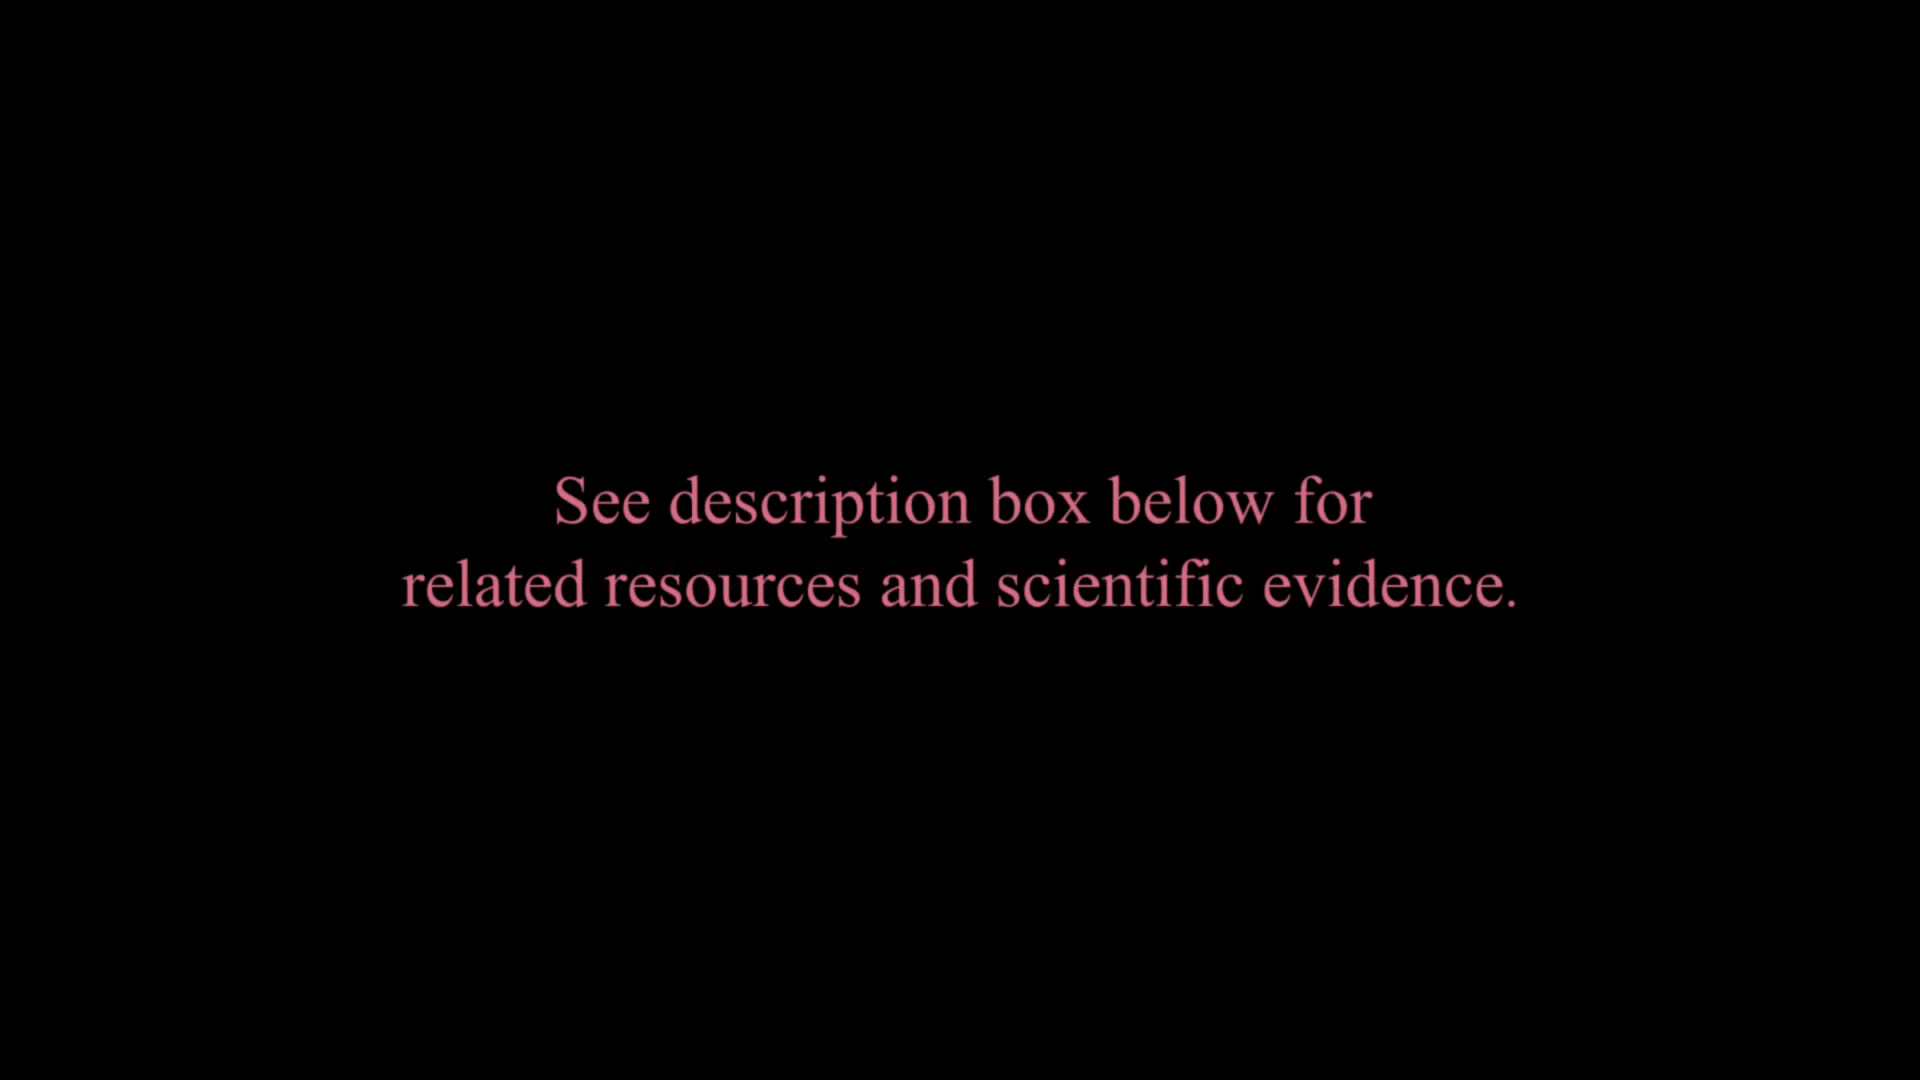 See description box below for
related resources and scientific evidence.